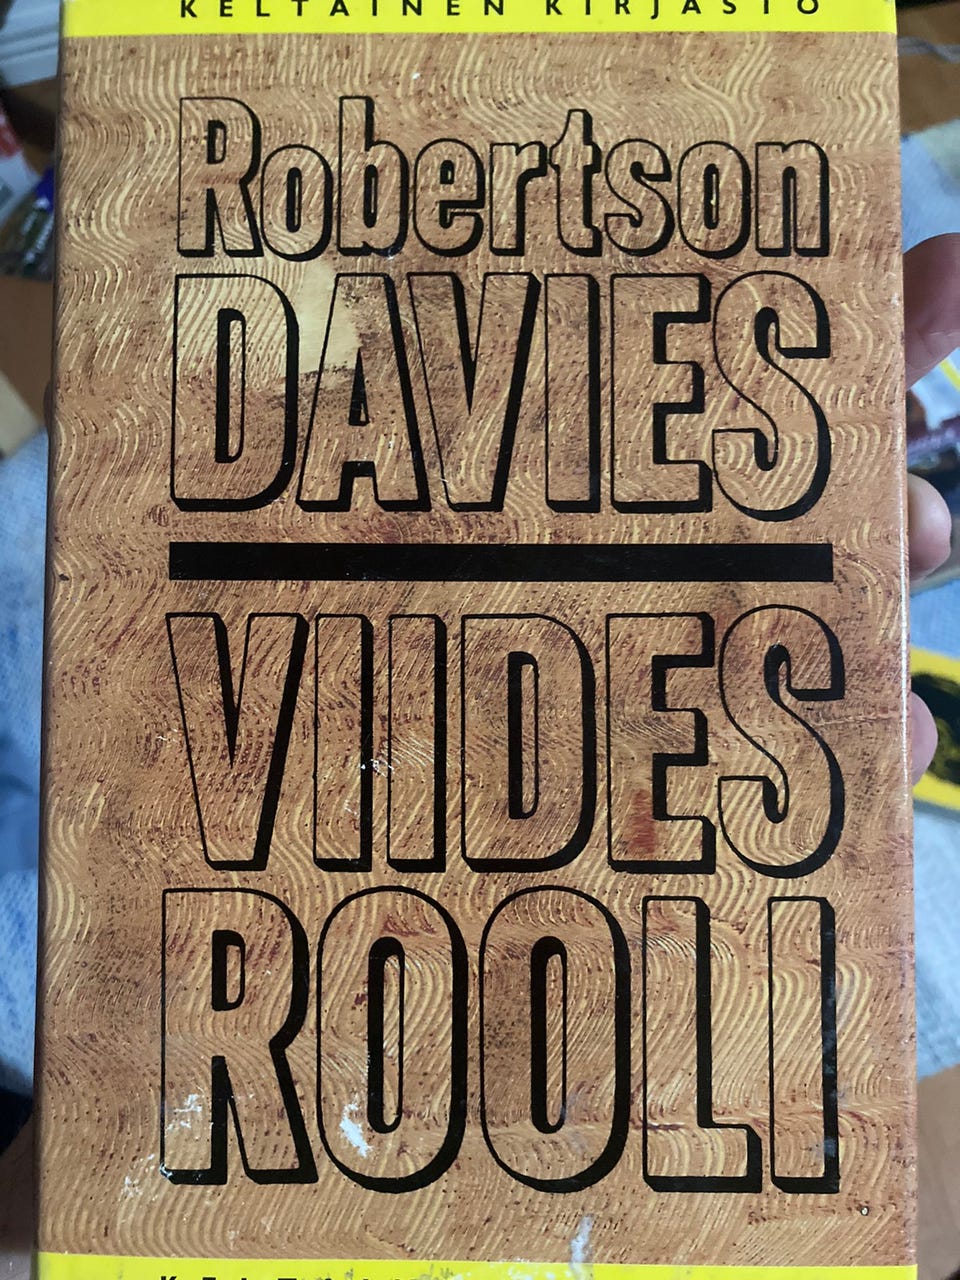 KELTAINEN KIRJASTO
Robertson
DAVIES
VIIDES
ROOLI